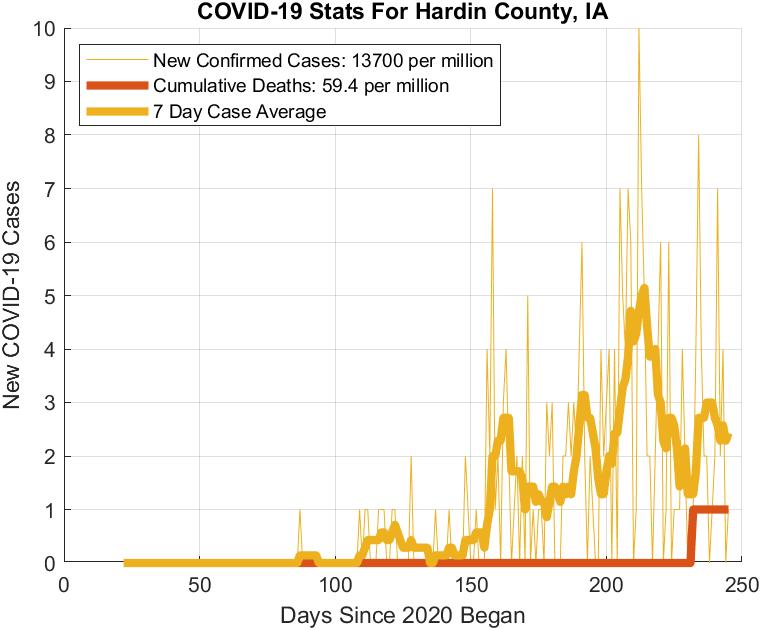 COVID-19 Stats For Hardin County, IA
New Confirmed Cases: 13700 per million
Cumulative Deaths: 59.4 per million
7 Day Case Average
New COVID-19 Cases
10
9
8
7
6
5
4
3
2
1
0
0 50 100 150 200 250
Days Since 2020 Began